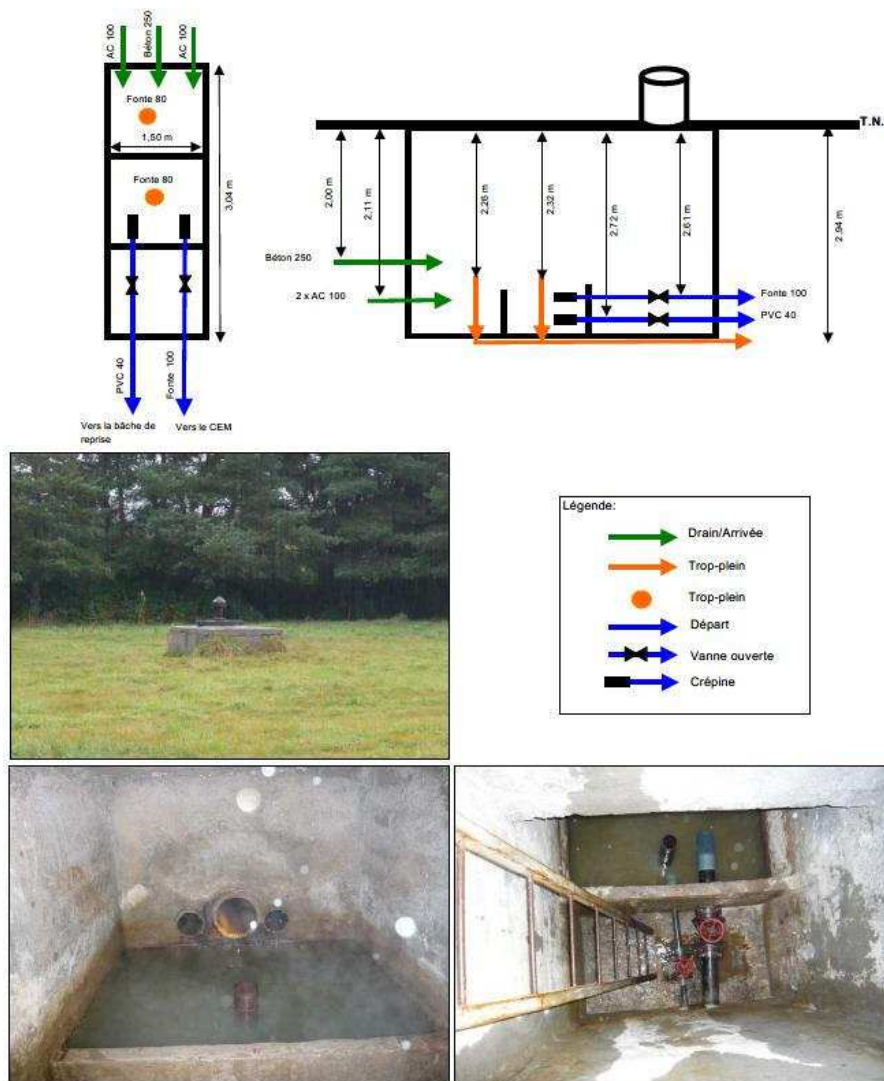 AC 100
Béton 250
AC 100
Fonte 80
1,50 m
Fonte 80
3,04 m
PVC 40
Fonte 100
Vers la bâche de
reprise
Vers le CEM
T.N.
2,00 m
2,11 m
2,26 m
2,32 m
2,72 m
2,61 m
2,94 m
Béton 250
2 x AC 100
Fonte 100
PVC 40
Légende:
Drain/Arrivée
Trop-plein
Trop-plein
Départ
Vanne ouverte
Crépine